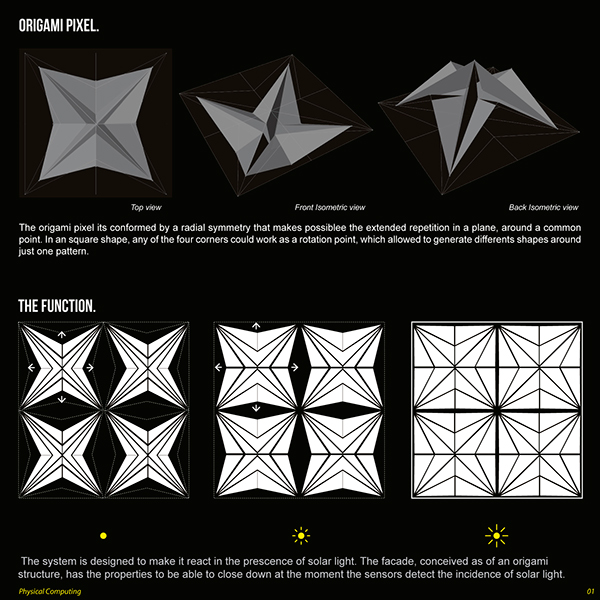 ORIGAMI PIXEL.
Top view
Front Isometric view
Back Isometric view
The origami pixel its conformed by a radial symmetry that makes possiblee the extended repetition in a plane, around a common
point. In an square shape, any of the four corners could work as a rotation point, which allowed to generate differents shapes around
just one pattern.
THE FUNCTION.
The system is designed to make it react in the prescence of solar light. The facade, conceived as of an origami
structure, has the properties to be able to close down at the moment the sensors detect the incidence of solar light.
Physical Computing
01